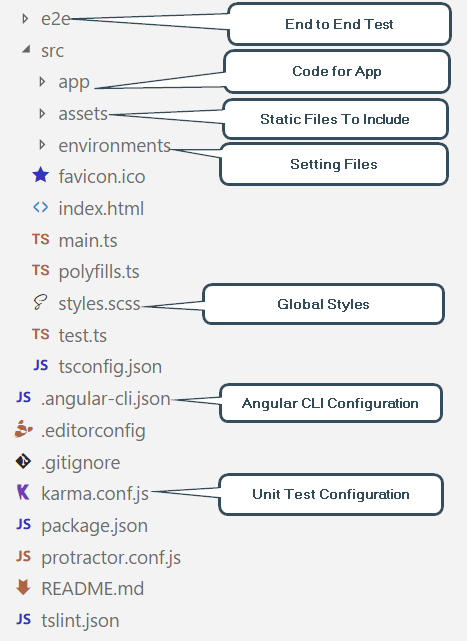 e2e End to End Test
src
app Code for App
assets Static Files To Include
environments Setting Files
favicon.ico
<> index.html
TS main.ts
TS polyfills.ts
styles.scss Global Styles
TS test.ts
JS tsconfig.json
JS .angular-cli.json Angular CLI Configuration
.editorconfig
.gitignore
K karma.conf.js Unit Test Configuration
JS package.json
JS protractor.conf.js
README.md
JS tslint.json